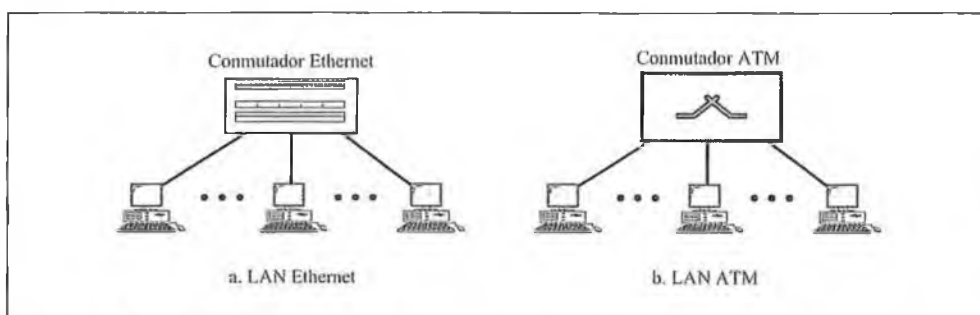 Conmutador Ethernet
Conmutador ATM
a. LAN Ethernet
b. LAN ATM